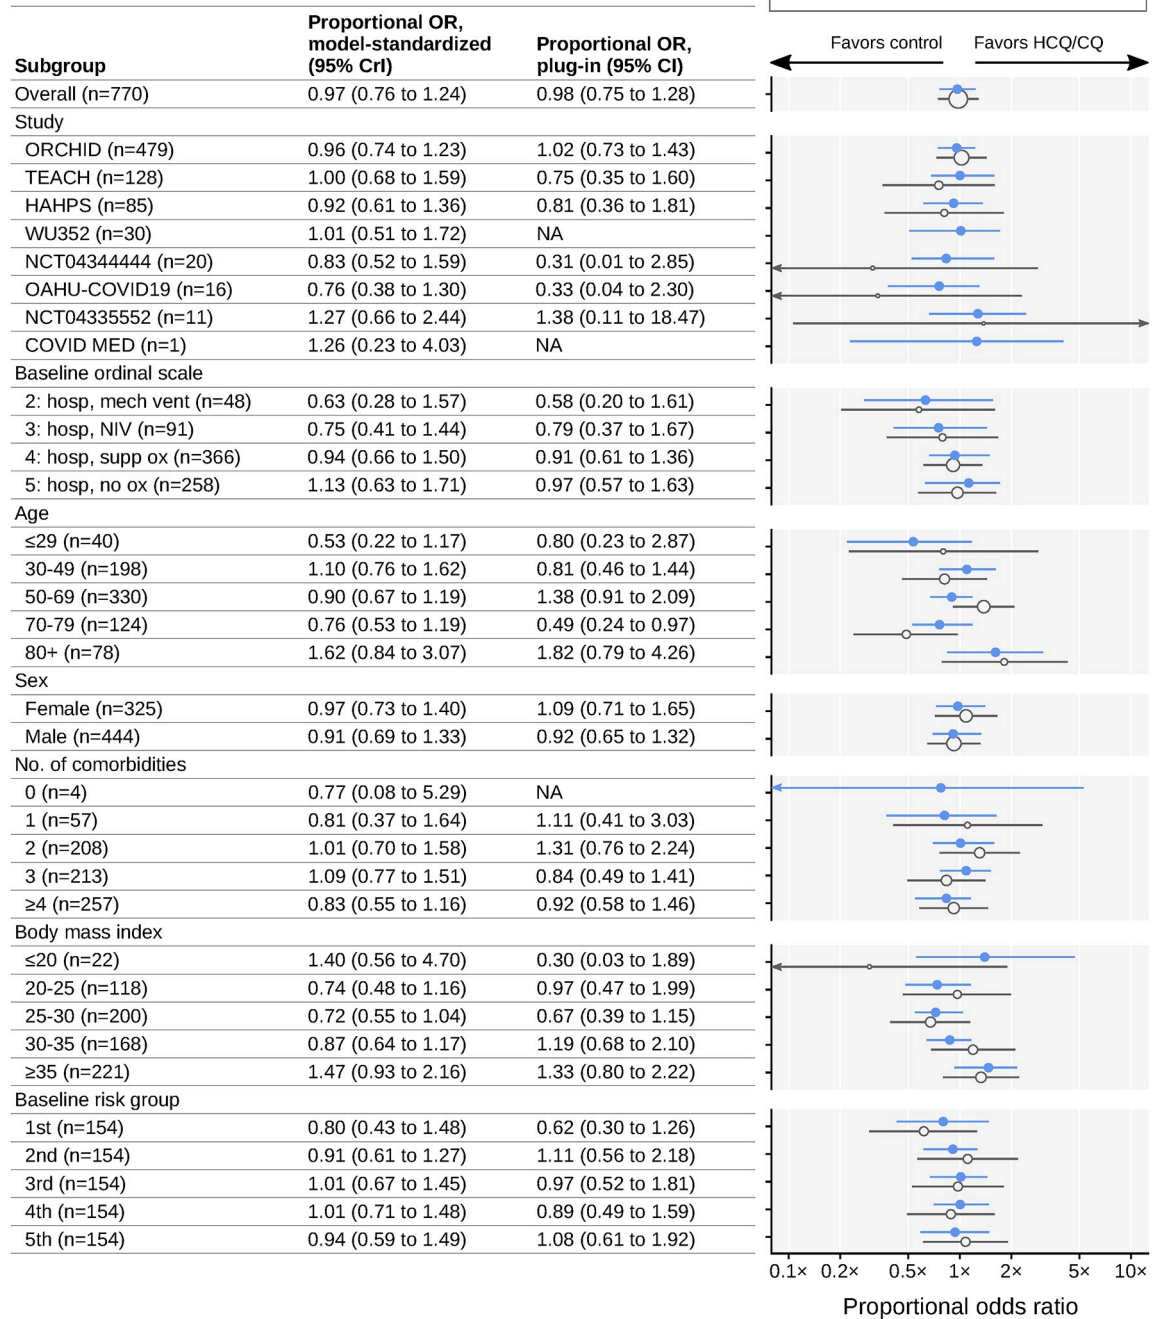 Subgroup Proportional OR, model-standardized (95% CrI) Proportional OR, plug-in (95% CI) Favors control Favors HCQ/CQ
Overall (n=770) 0.97 (0.76 to 1.24) 0.98 (0.75 to 1.28)
Study
ORCHID (n=479) 0.96 (0.74 to 1.23) 1.02 (0.73 to 1.43)
TEACH (n=128) 1.00 (0.68 to 1.59) 0.75 (0.35 to 1.60)
HAHPS (n=85) 0.92 (0.61 to 1.36) 0.81 (0.36 to 1.81)
WU352 (n=30) 1.01 (0.51 to 1.72) NA
NCT04344444 (n=20) 0.83 (0.52 to 1.59) 0.31 (0.01 to 2.85)
OAHU-COVID19 (n=16) 0.76 (0.38 to 1.30) 0.33 (0.04 to 2.30)
NCT04335552 (n=11) 1.27 (0.66 to 2.44) 1.38 (0.11 to 18.47)
COVID MED (n=1) 1.26 (0.23 to 4.03) NA
Baseline ordinal scale
2: hosp, mech vent (n=48) 0.63 (0.28 to 1.57) 0.58 (0.20 to 1.61)
3: hosp, NIV (n=91) 0.75 (0.41 to 1.44) 0.79 (0.37 to 1.67)
4: hosp, supp ox (n=366) 0.94 (0.66 to 1.50) 0.91 (0.61 to 1.36)
5: hosp, no ox (n=258) 1.13 (0.63 to 1.71) 0.97 (0.57 to 1.63)
Age
≤29 (n=40) 0.53 (0.22 to 1.17) 0.80 (0.23 to 2.87)
30-49 (n=198) 1.10 (0.76 to 1.62) 0.81 (0.46 to 1.44)
50-69 (n=330) 0.90 (0.67 to 1.19) 1.38 (0.91 to 2.09)
70-79 (n=124) 0.76 (0.53 to 1.19) 0.49 (0.24 to 0.97)
80+ (n=78) 1.62 (0.84 to 3.07) 1.82 (0.79 to 4.26)
Sex
Female (n=325) 0.97 (0.73 to 1.40) 1.09 (0.71 to 1.65)
Male (n=444) 0.91 (0.69 to 1.33) 0.92 (0.65 to 1.32)
No. of comorbidities
0 (n=4) 0.77 (0.08 to 5.29) NA
1 (n=57) 0.81 (0.37 to 1.64) 1.11 (0.41 to 3.03)
2 (n=208) 1.01 (0.70 to 1.58) 1.31 (0.76 to 2.24)
3 (n=213) 1.09 (0.77 to 1.51) 0.84 (0.49 to 1.41)
≥4 (n=257) 0.83 (0.55 to 1.16) 0.92 (0.58 to 1.46)
Body mass index
≤20 (n=22) 1.40 (0.56 to 4.70) 0.30 (0.03 to 1.89)
20-25 (n=118) 0.74 (0.48 to 1.16) 0.97 (0.47 to 1.99)
25-30 (n=200) 0.72 (0.55 to 1.04) 0.67 (0.39 to 1.15)
30-35 (n=168) 0.87 (0.64 to 1.17) 1.19 (0.68 to 2.10)
≥35 (n=221) 1.47 (0.93 to 2.16) 1.33 (0.80 to 2.22)
Baseline risk group
1st (n=154) 0.80 (0.43 to 1.48) 0.62 (0.30 to 1.26)
2nd (n=154) 0.91 (0.61 to 1.27) 1.11 (0.56 to 2.18)
3rd (n=154) 1.01 (0.67 to 1.45) 0.97 (0.52 to 1.81)
4th (n=154) 1.01 (0.71 to 1.48) 0.89 (0.49 to 1.59)
5th (n=154) 0.94 (0.59 to 1.49) 1.08 (0.61 to 1.92)
0.1× 0.2× 0.5× 1× 2× 5× 10×
Proportional odds ratio